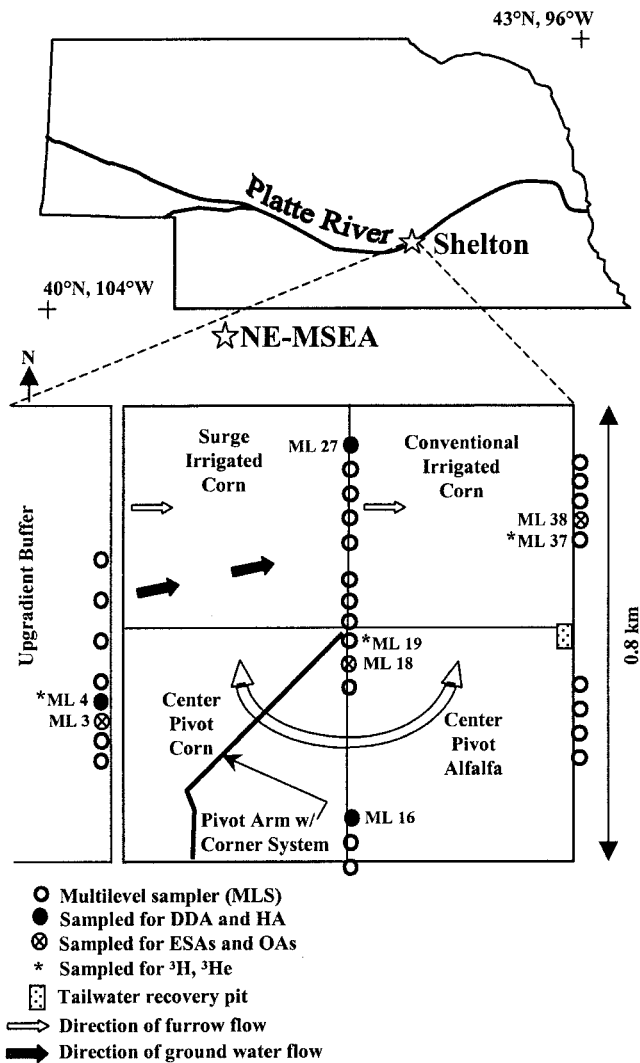 43°N, 96°W
Platte River
Shelton
40°N, 104°W
NE-MSEA
N
Upgradient Buffer
Surge
Irrigated
Corn
ML 27
Conventional
Irrigated
Corn
ML 38
*ML 37
*ML 19
ML 18
*ML 4
ML 3
Center
Pivot
Corn
Center
Pivot
Alfalfa
Pivot Arm w/
Corner System
ML 16
0.8 km
Multilevel sampler (MLS)
Sampled for DDA and HA
Sampled for ESAs and OAs
* Sampled for ³H, ³He
Tailwater recovery pit
Direction of furrow flow
Direction of ground water flow